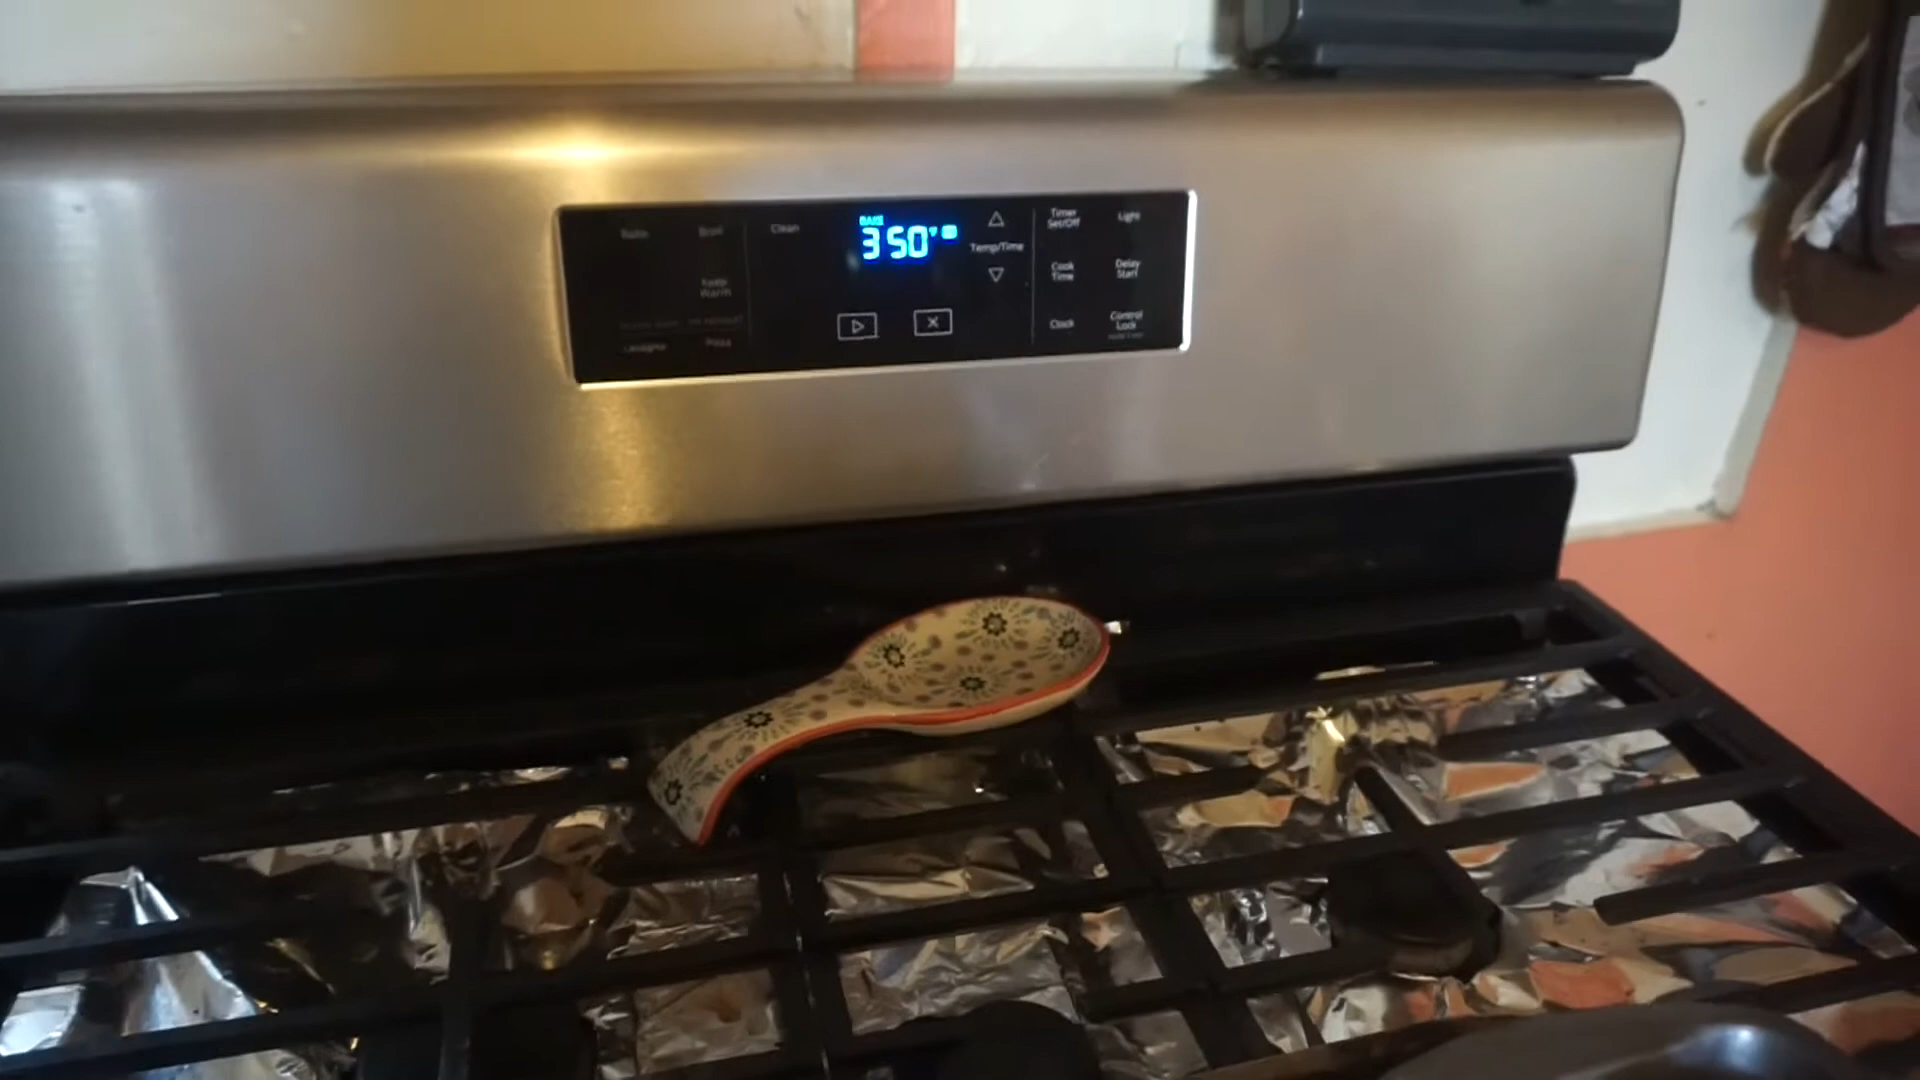 Bake
Broil
Clean
BAKE
350°F
Temp/Time
Timer
Set/Off
Light
Keep
Warm
Cook
Time
Delay
Start
Lasagna
Pizza
Clock
Control
Lock